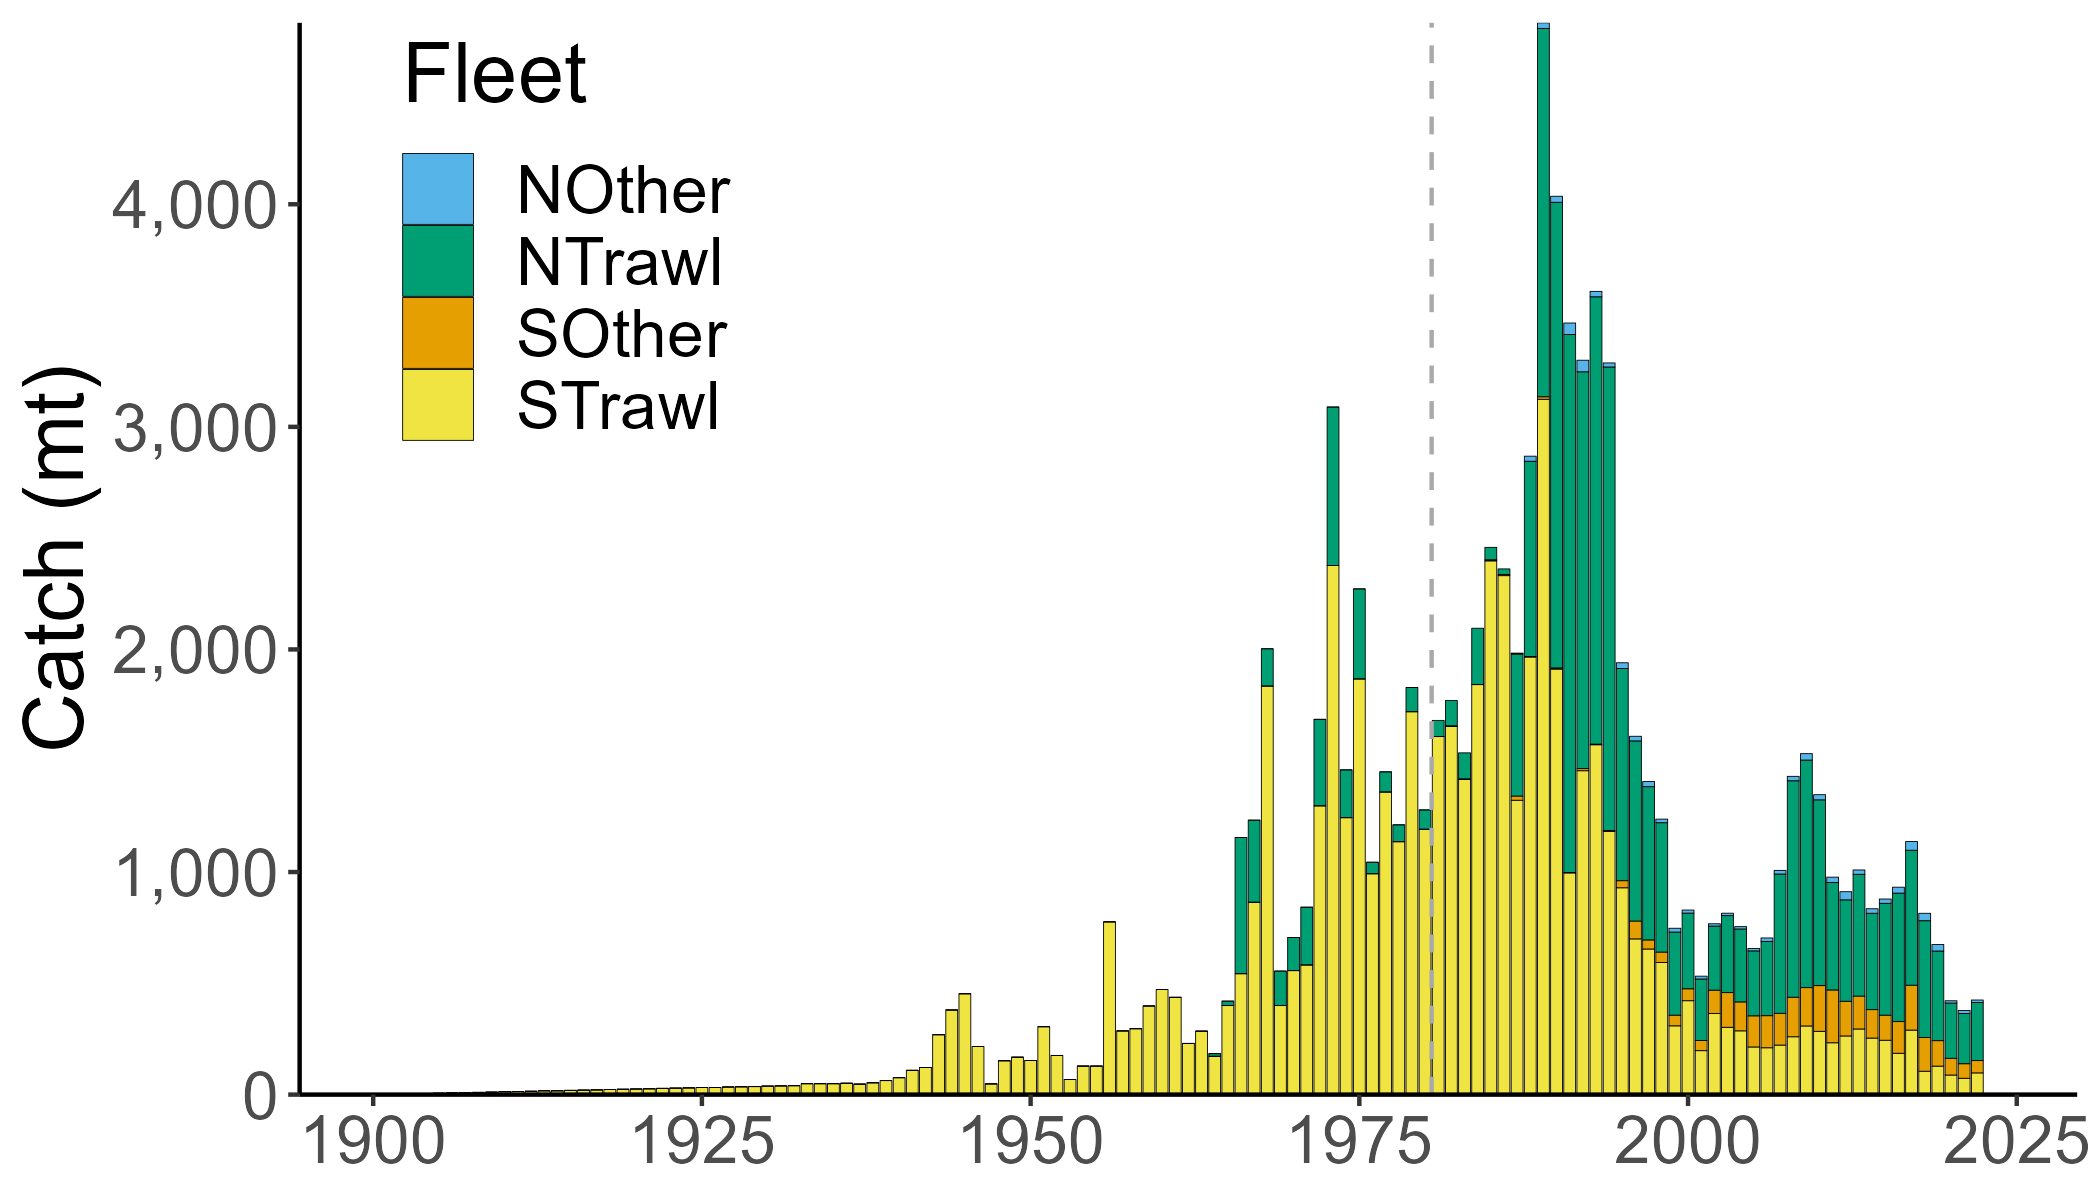 Fleet
NOther
NTrawl
SOther
STrawl
Catch (mt)
4,000
3,000
2,000
1,000
0
1900 1925 1950 1975 2000 2025